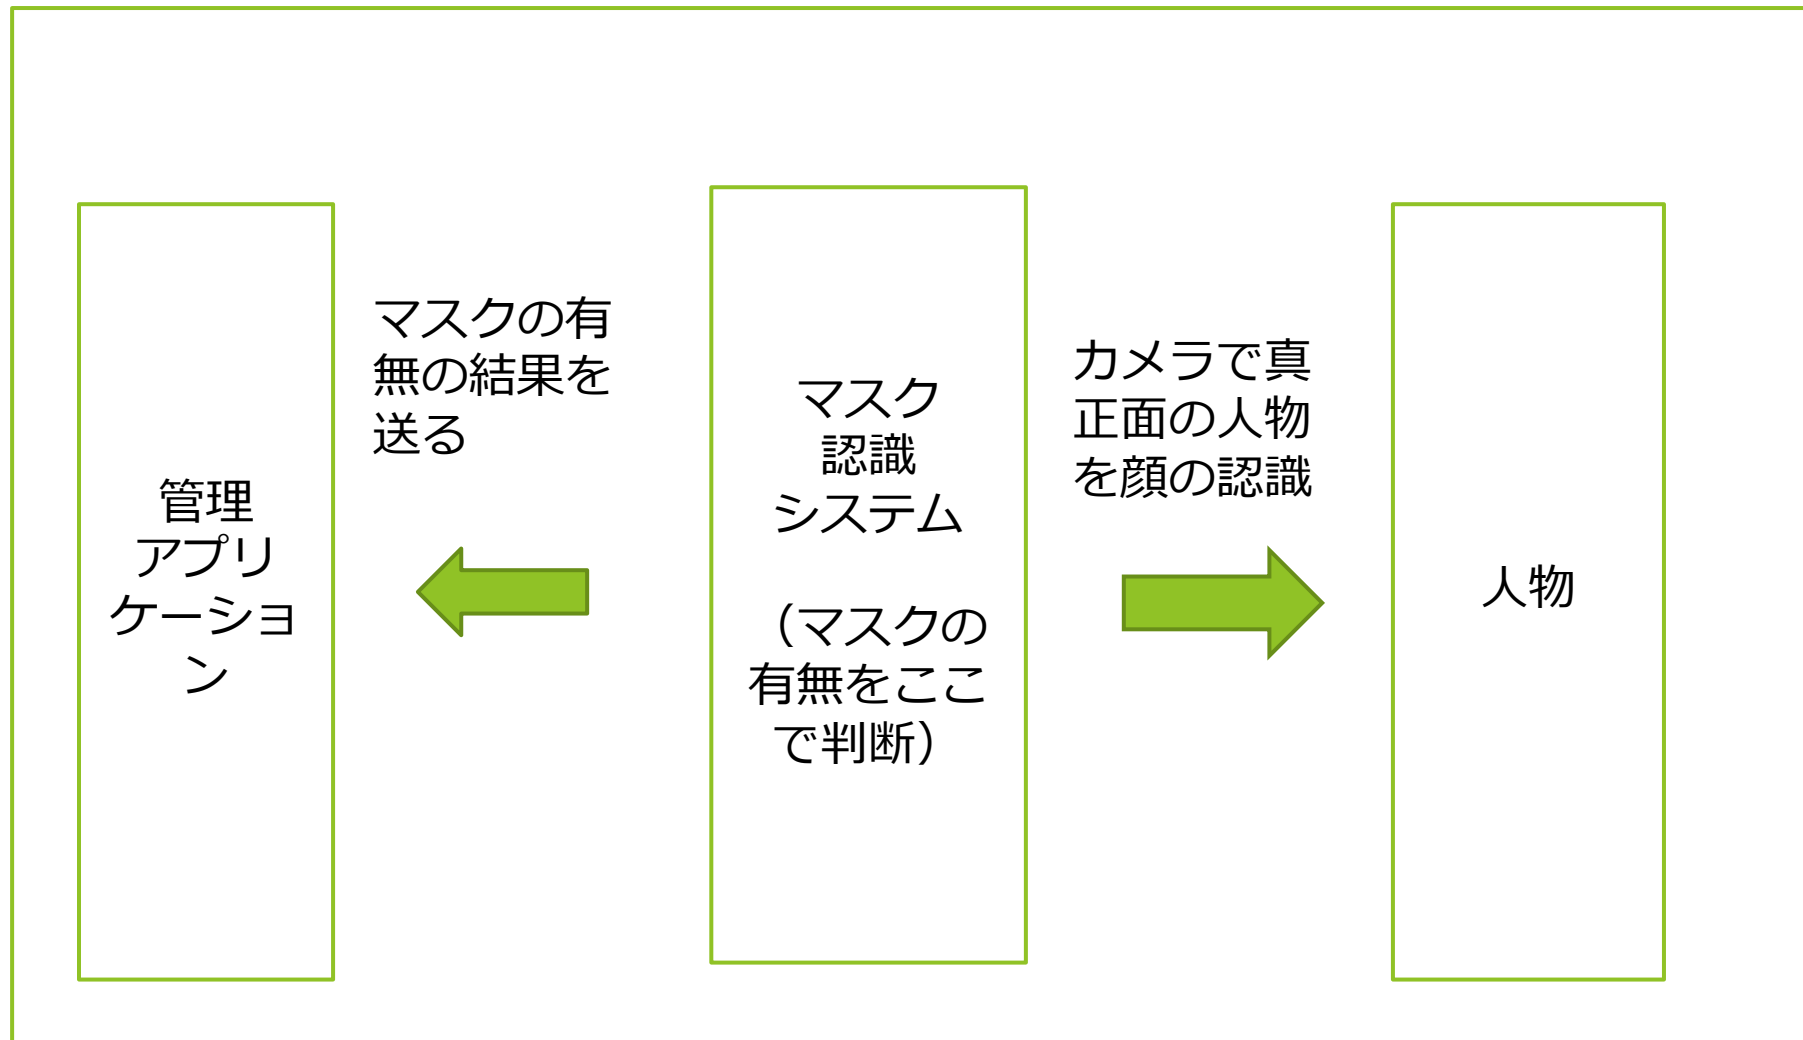 管理
アプリ
ケーショ
ン
マスクの有
無の結果を
送る
マスク
認識
システム
（マスクの
有無をここ
で判断）
カメラで真
正面の人物
を顔の認識
人物